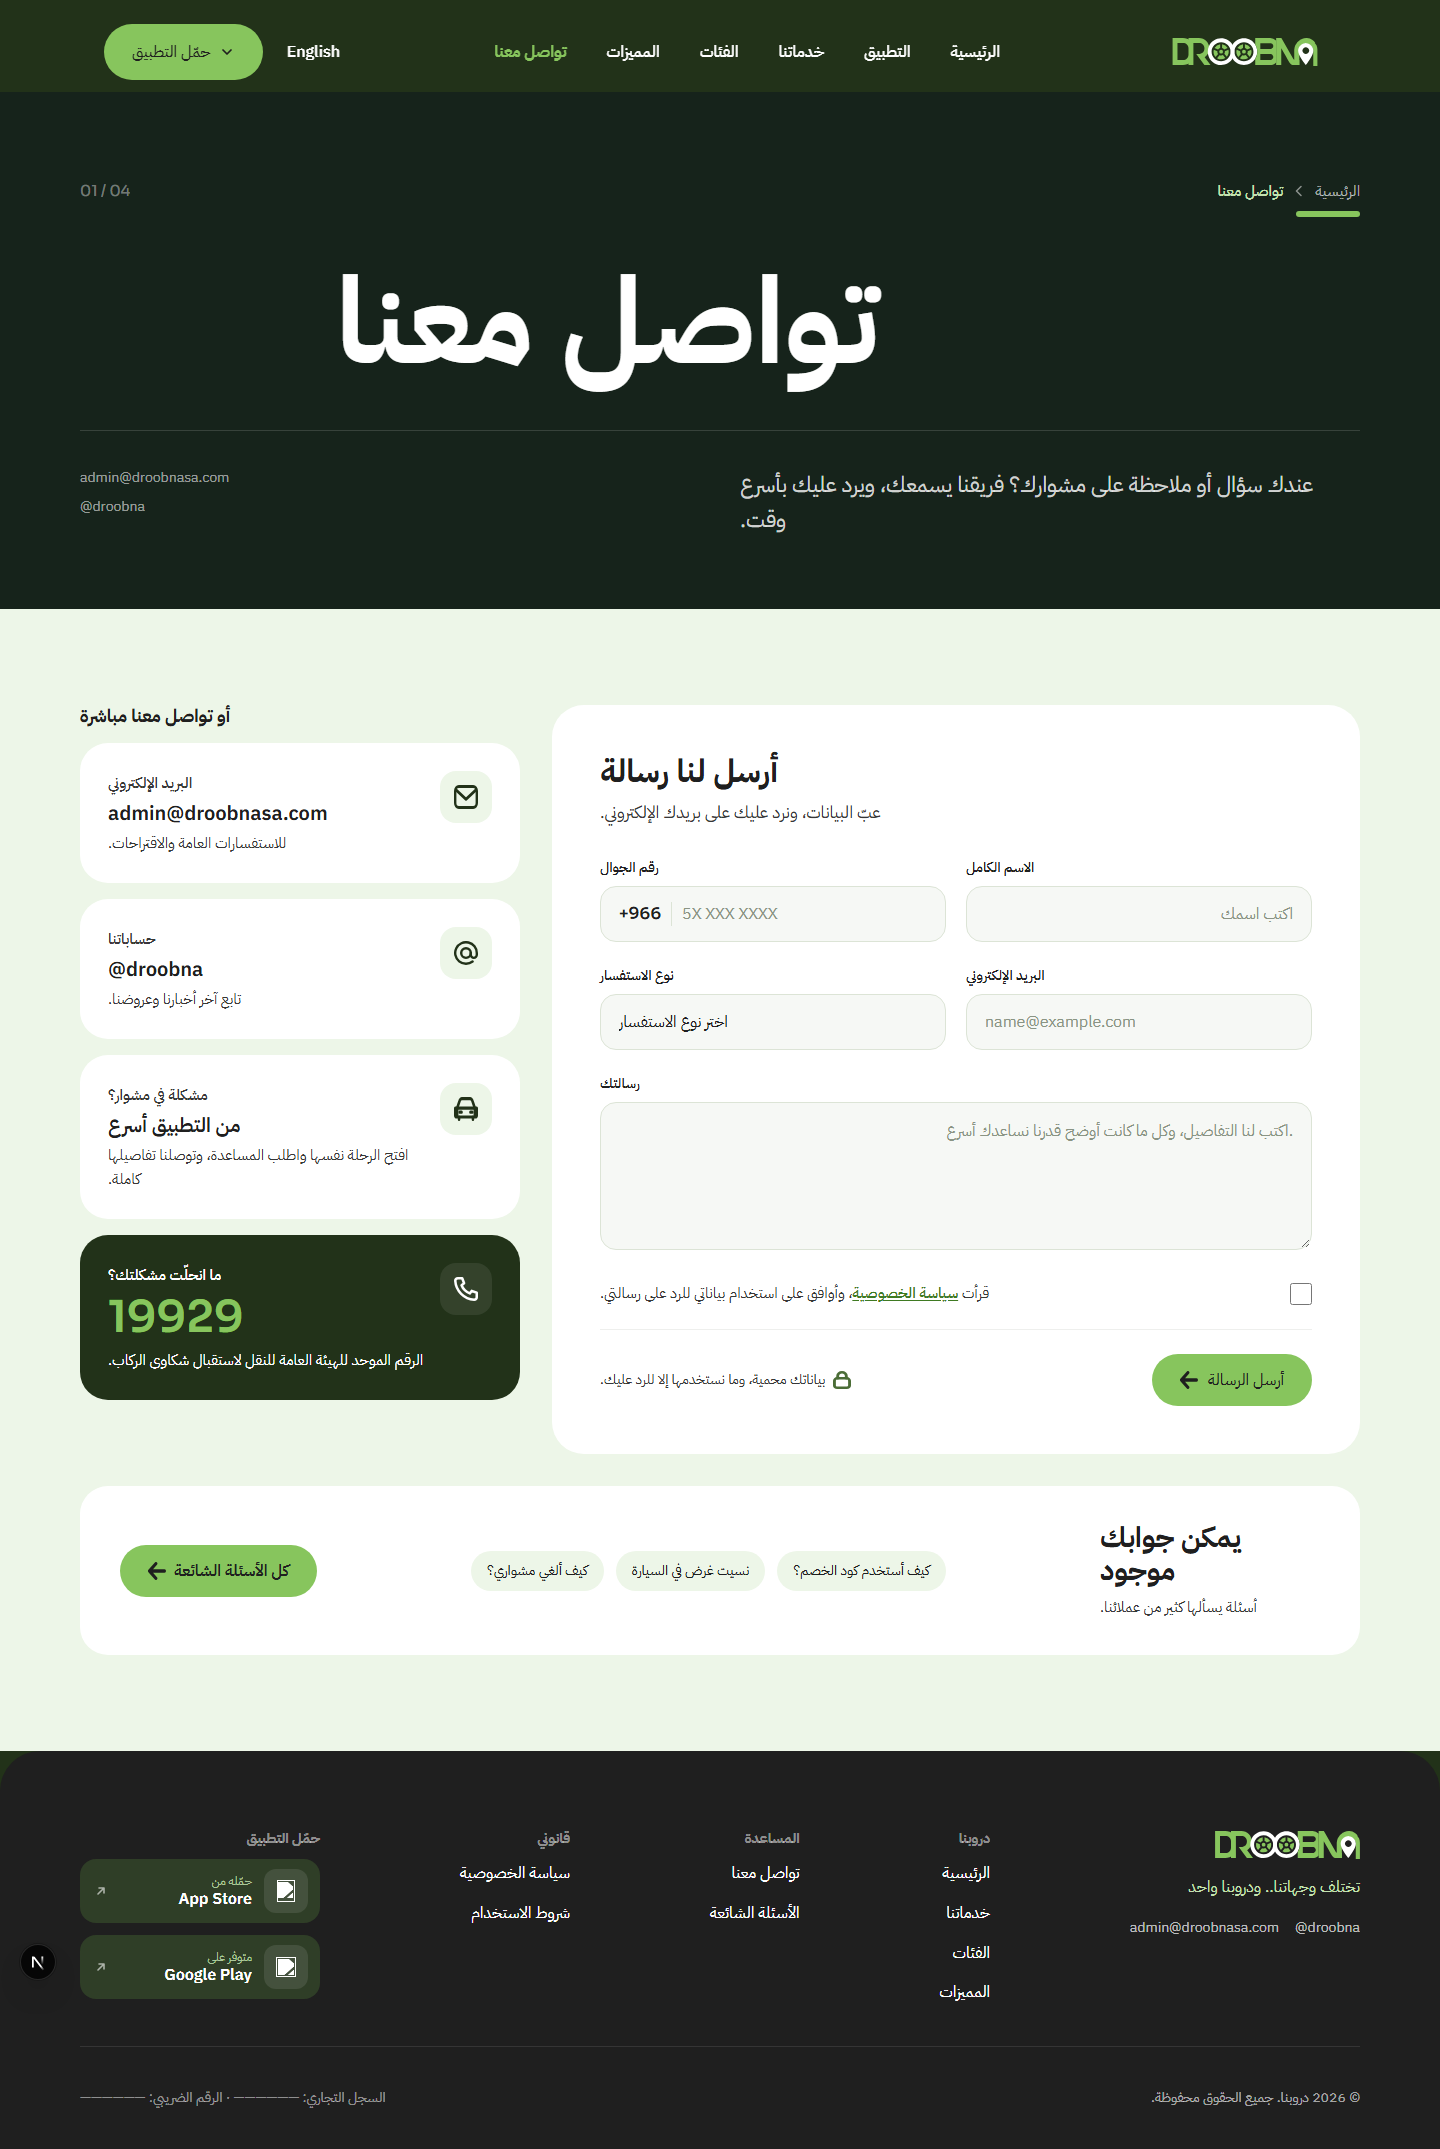 DROOBNA
الرئيسية
التطبيق
خدماتنا
الفئات
المميزات
تواصل معنا
English
حمّل التطبيق
الرئيسية
تواصل معنا
01 / 04
تواصل معنا
عندك سؤال أو ملاحظة على مشوارك؟ فريقنا يسمعك، ويرد عليك بأسرع
وقت.
admin@droobnasa.com
@droobna
أرسل لنا رسالة
عبّ البيانات، ونرد عليك على بريدك الإلكتروني.
الاسم الكامل
اكتب اسمك
رقم الجوال
+966 5X XXX XXXX
البريد الإلكتروني
name@example.com
نوع الاستفسار
اختر نوع الاستفسار
رسالتك
اكتب لنا التفاصيل، وكل ما كانت أوضح قدرنا نساعدك أسرع.
قرأت سياسة الخصوصية، وأوافق على استخدام بياناتي للرد على رسالتي.
أرسل الرسالة
بياناتك محمية، وما نستخدمها إلا للرد عليك.
أو تواصل معنا مباشرة
البريد الإلكتروني
admin@droobnasa.com
للاستفسارات العامة والاقتراحات.
حساباتنا
@droobna
تابع آخر أخبارنا وعروضنا.
مشكلة في مشوار؟
من التطبيق أسرع
افتح الرحلة نفسها واطلب المساعدة، وتوصلنا تفاصيلها
كاملة.
ما انحلّت مشكلتك؟
19929
الرقم الموحد للهيئة العامة للنقل لاستقبال شكاوى الركاب.
يمكن جوابك
موجود
أسئلة يسألها كثير من عملائنا.
كيف أستخدم كود الخصم؟
نسيت غرض في السيارة
كيف ألغي مشواري؟
كل الأسئلة الشائعة
DROOBNA
تختلف وجهاتنا.. ودروبنا واحد
@droobna
admin@droobnasa.com
دروبنا
الرئيسية
خدماتنا
الفئات
المميزات
المساعدة
تواصل معنا
الأسئلة الشائعة
قانوني
سياسة الخصوصية
شروط الاستخدام
حمّل التطبيق
حمّله من
App Store
متوفر على
Google Play
N
© 2026 دروبنا. جميع الحقوق محفوظة.
السجل التجاري: —————— · الرقم الضريبي: ——————